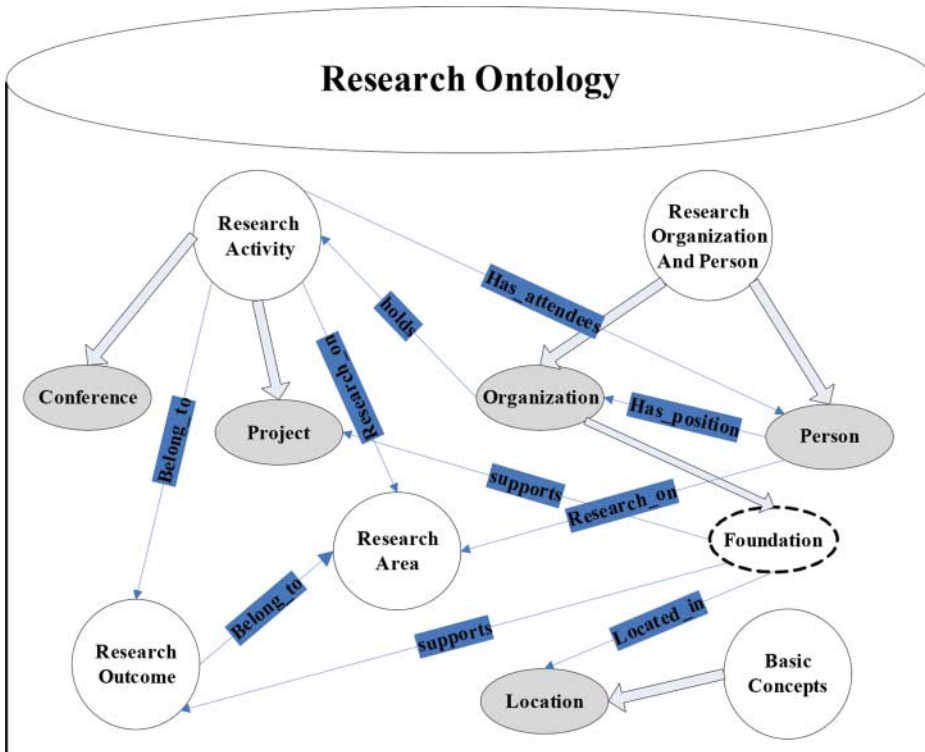 Research Ontology
Research
Activity
Research
Organization
And Person
Has_attendees
holds
Conference
Project
Research_on
Organization
Has_position
Person
Belong_to
supports
Research_on
Foundation
Research
Area
Belong_to
Research
Outcome
supports
Located_in
Location
Basic
Concepts